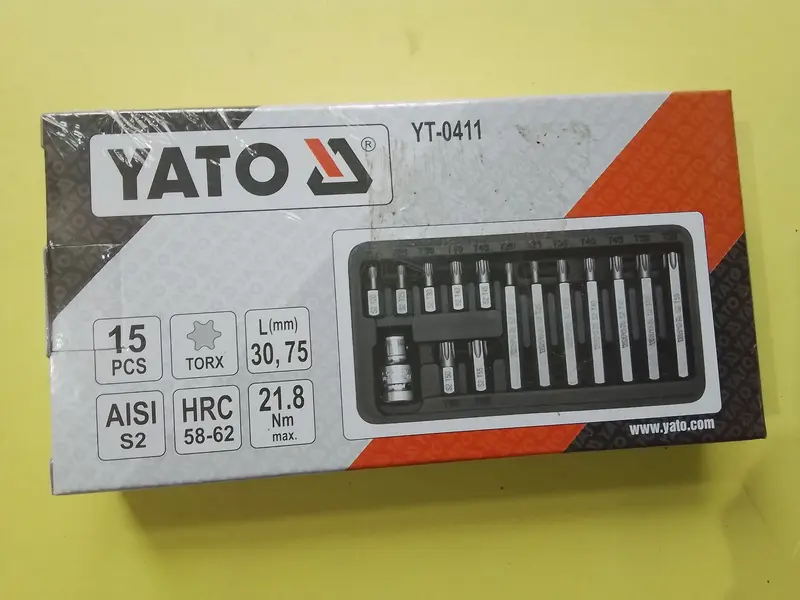 YATO ®
YT-0411
15
PCS
TORX
L(mm)
30, 75
AISI
S2
HRC
58-62
21.8
Nm
max.
www.yato.com